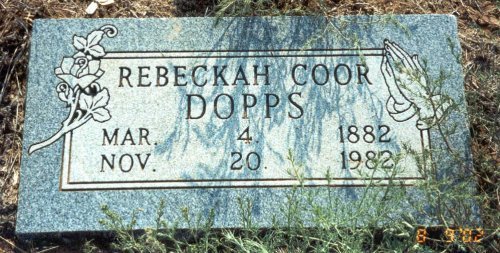 REBECKAH COOR
DOPPS
MAR. 4 1882
NOV. 20. 1982